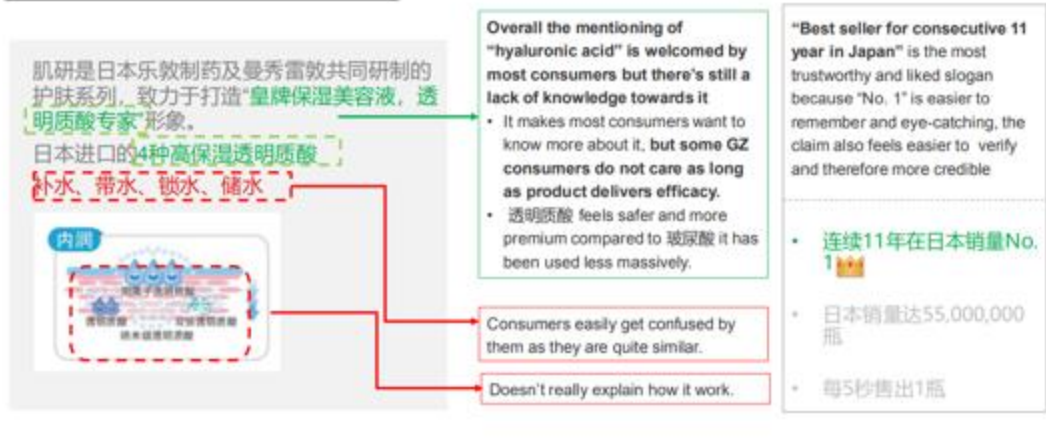 肌研是日本乐敦制药及曼秀雷敦共同研制的
护肤系列，致力于打造“皇牌保湿美容液，透
明质酸专家”形象。
日本进口的4种高保湿透明质酸
补水、带水、锁水、储水
内润
透明质酸
纳米级透明质酸
Overall the mentioning of
“hyaluronic acid” is welcomed by
most consumers but there's still a
lack of knowledge towards it
• It makes most consumers want to
know more about it, but some GZ
consumers do not care as long
as product delivers efficacy.
• 透明质酸 feels safer and more
premium compared to 玻尿酸 it has
been used less massively.
Consumers easily get confused by
them as they are quite similar.
Doesn't really explain how it work.
“Best seller for consecutive 11
year in Japan” is the most
trustworthy and liked slogan
because “No. 1” is easier to
remember and eye-catching, the
claim also feels easier to verify
and therefore more credible
• 连续11年在日本销量No.
1
• 日本销量达55,000,000
瓶
• 每5秒售出1瓶